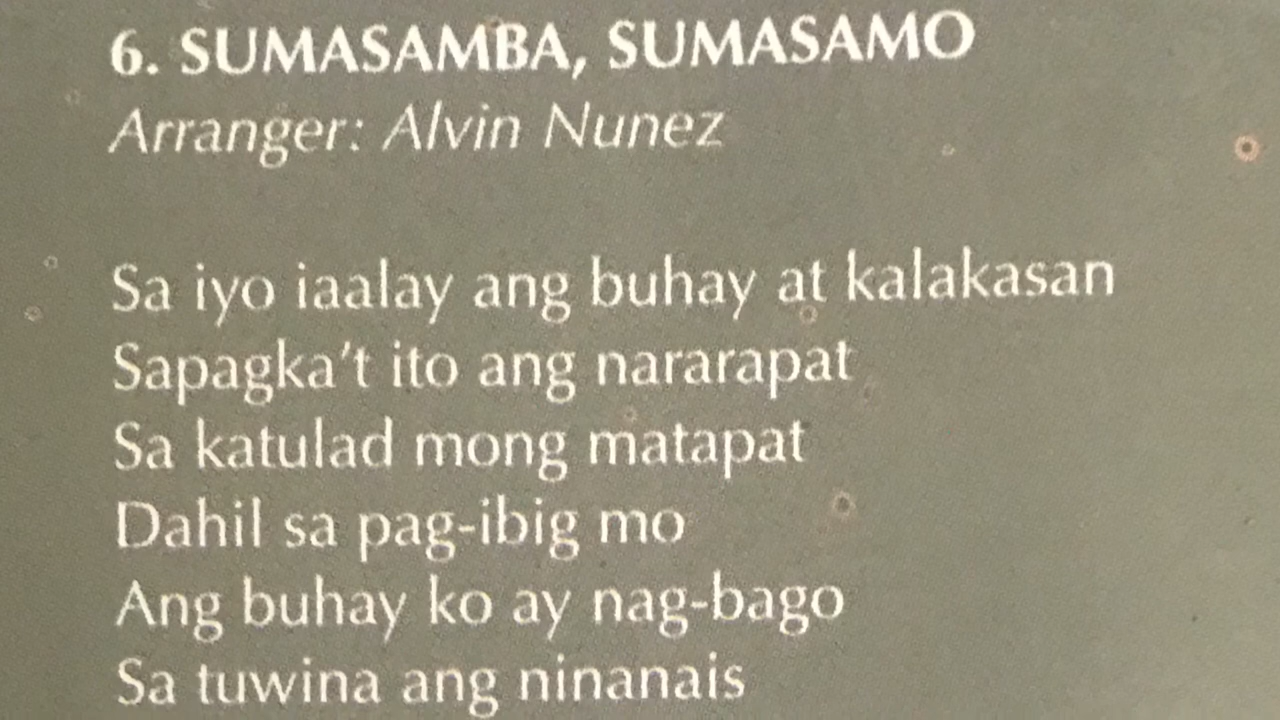 6. SUMASAMBA, SUMASAMO
Arranger: Alvin Nunez
Sa iyo iaalay ang buhay at kalakasan
Sapagka't ito ang nararapat
Sa katulad mong matapat
Dahil sa pag-ibig mo
Ang buhay ko ay nag-bago
Sa tuwina ang ninanais